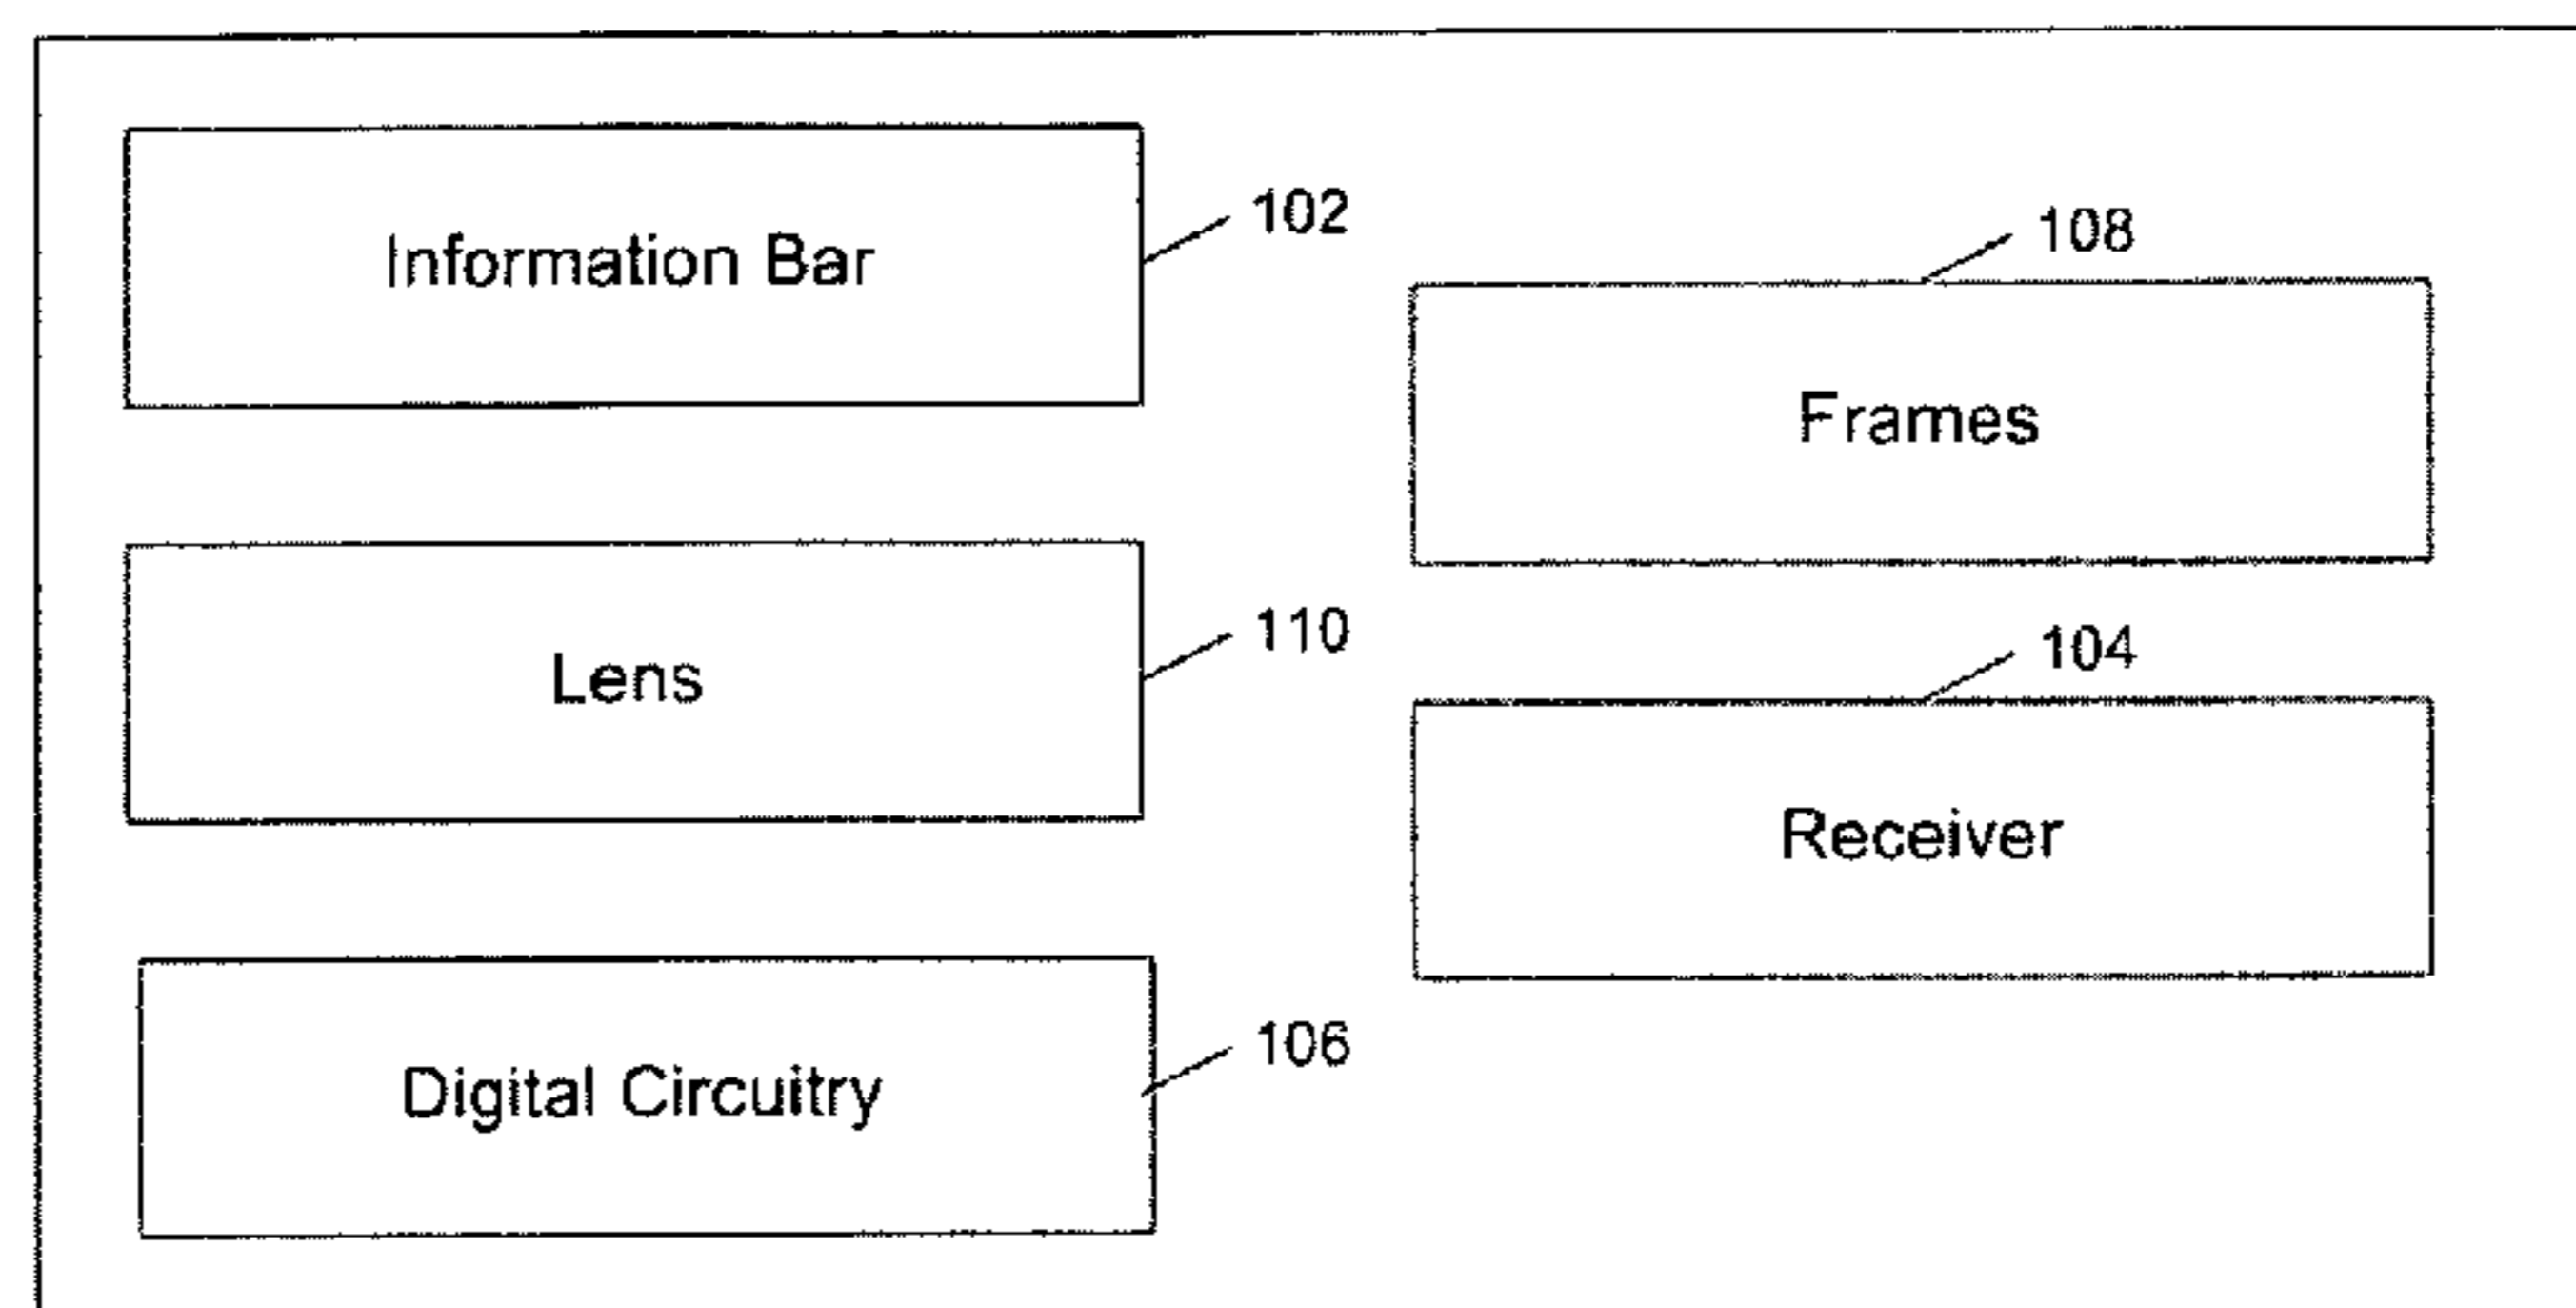 Information Bar
102
108
Frames
Lens
110
104
Receiver
Digital Circuitry
106